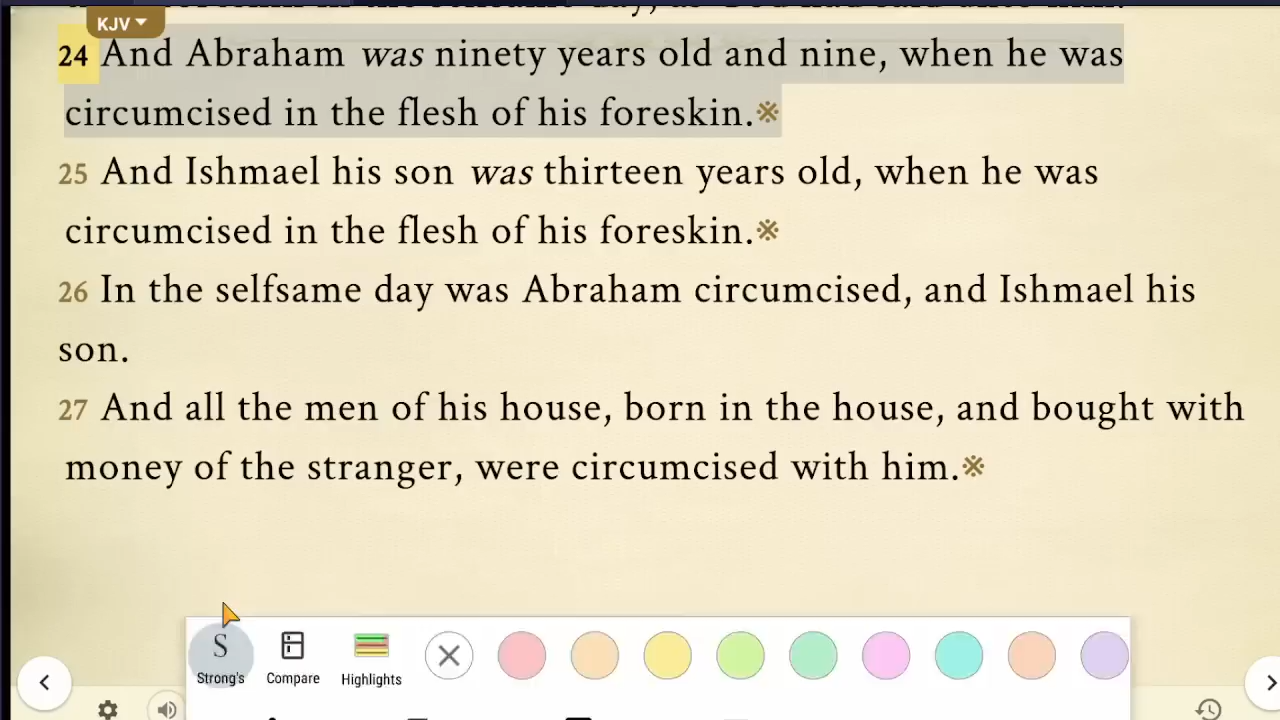 KJV
24 And Abraham was ninety years old and nine, when he was
circumcised in the flesh of his foreskin.※
25 And Ishmael his son was thirteen years old, when he was
circumcised in the flesh of his foreskin.※
26 In the selfsame day was Abraham circumcised, and Ishmael his
son.
27 And all the men of his house, born in the house, and bought with
money of the stranger, were circumcised with him.※
S
Strong's Compare Highlights